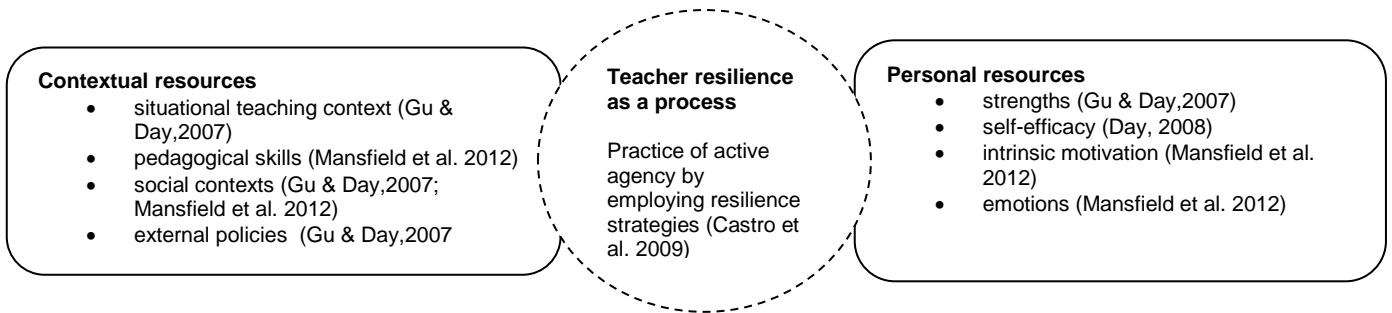 Contextual resources
• situational teaching context (Gu &
Day,2007)
• pedagogical skills (Mansfield et al. 2012)
• social contexts (Gu & Day,2007;
Mansfield et al. 2012)
• external policies (Gu & Day,2007
Teacher resilience
as a process
Practice of active
agency by
employing resilience
strategies (Castro et
al. 2009)
Personal resources
• strengths (Gu & Day,2007)
• self-efficacy (Day, 2008)
• intrinsic motivation (Mansfield et al.
2012)
• emotions (Mansfield et al. 2012)